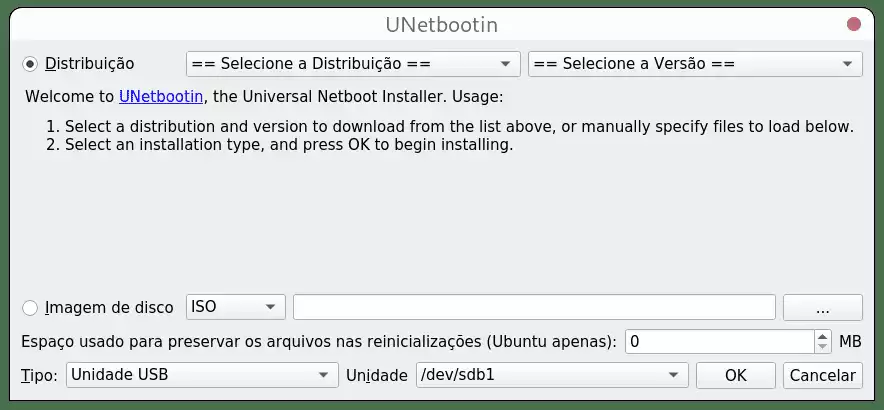 UNetbootin
Distribuição == Selecione a Distribuição == == Selecione a Versão ==
Welcome to UNetbootin, the Universal Netboot Installer. Usage:
1. Select a distribution and version to download from the list above, or manually specify files to load below.
2. Select an installation type, and press OK to begin installing.
Imagem de disco ISO ...
Espaço usado para preservar os arquivos nas reinicializações (Ubuntu apenas): 0 MB
Tipo: Unidade USB Unidade /dev/sdb1 OK Cancelar